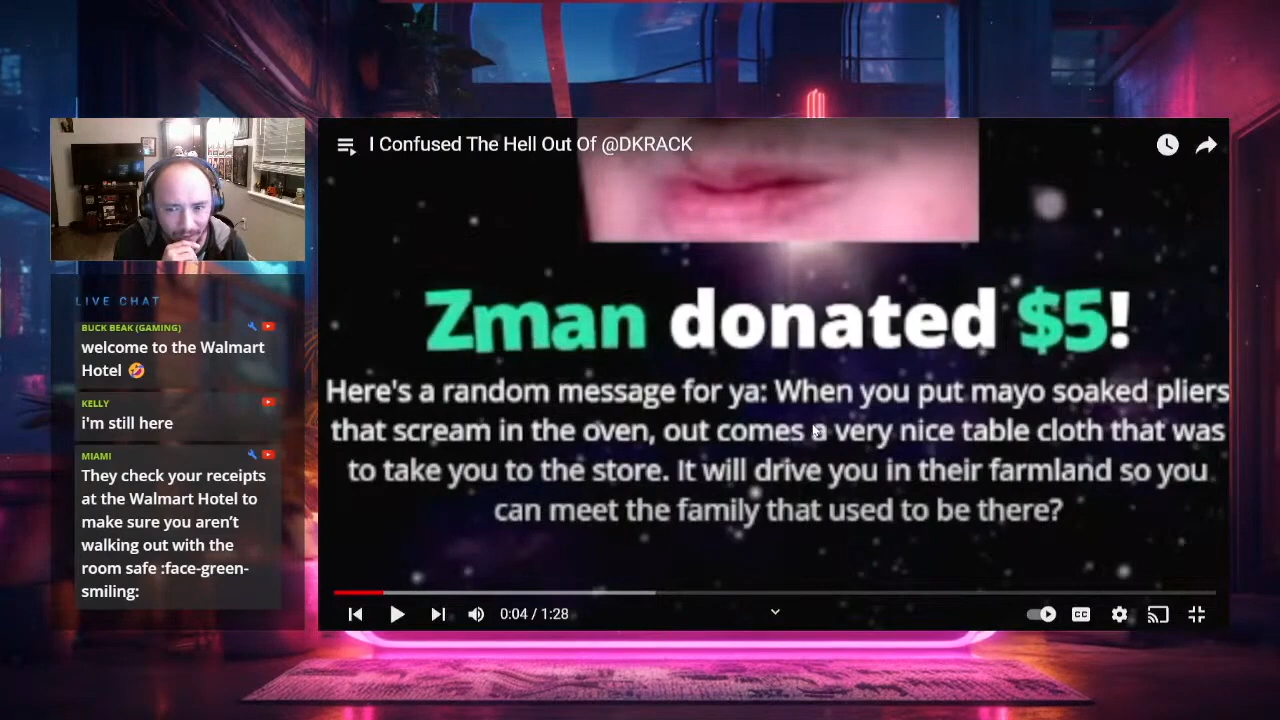 I Confused The Hell Out Of @DKRACK
LIVE CHAT
BUCK BEAK (GAMING)
welcome to the Walmart
Hotel 🤣
KELLY
i'm still here
MIAMI
They check your receipts
at the Walmart Hotel to
make sure you aren’t
walking out with the
room safe :face-green-
smiling:
Zman donated $5!
Here's a random message for ya: When you put mayo soaked pliers
that scream in the oven, out comes a very nice table cloth that was
to take you to the store. It will drive you in their farmland so you
can meet the family that used to be there?
0:04 / 1:28
CC